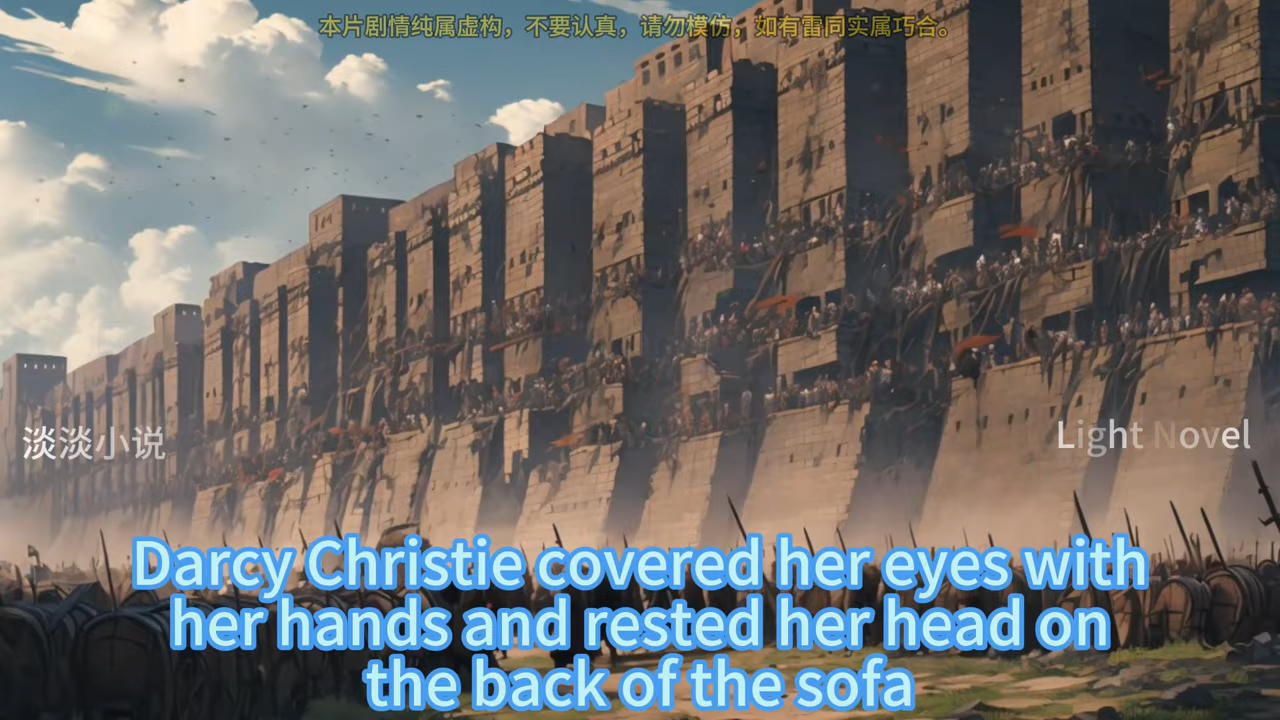 本片剧情纯属虚构，不要认真，请勿模仿，如有雷同实属巧合。
淡淡小说
Light Novel
Darcy Christie covered her eyes with
her hands and rested her head on
the back of the sofa